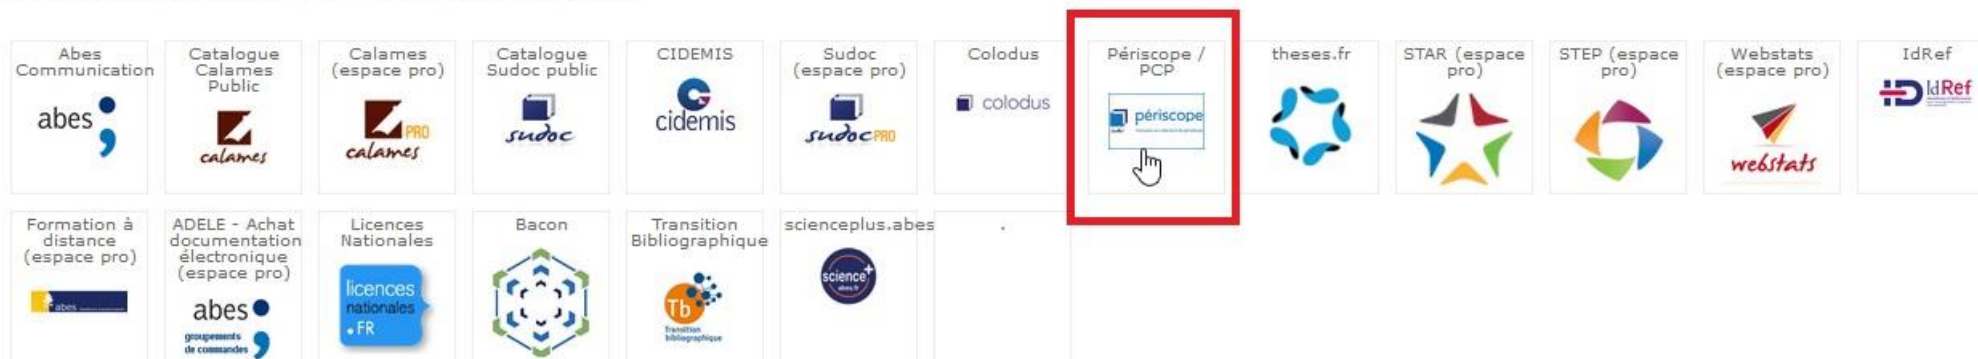 Abes
Communication
abes
Catalogue
Calames
Public
calames
Calames
(espace pro)
PRO
calames
Catalogue
Sudoc public
sudoc
CIDEMIS
cidemis
Sudoc
(espace pro)
sudoc PRO
Colodus
colodus
Périscope /
PCP
périscope
theses.fr
STAR (espace
pro)
STEP (espace
pro)
Webstats
(espace pro)
webstats
IdRef
IdRef
Formation à
distance
(espace pro)
abes
ADELE - Achat
documentation
électronique
(espace pro)
abes
groupements
de commandes
Licences
Nationales
licences
nationales
.FR
Bacon
Transition
Bibliographique
Tb
Transition
bibliographique
scienceplus.abes
science+
abes.fr
.